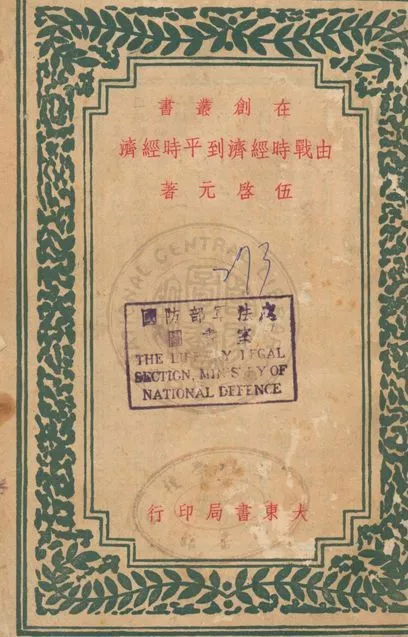 在創叢書
由戰時經濟到平時經濟
伍啓元著
CENTRAL
國防部軍法處
圖書室
THE LIBRARY, LEGAL
SECTION, MINISTRY OF
NATIONAL DEFENCE
大東書局印行